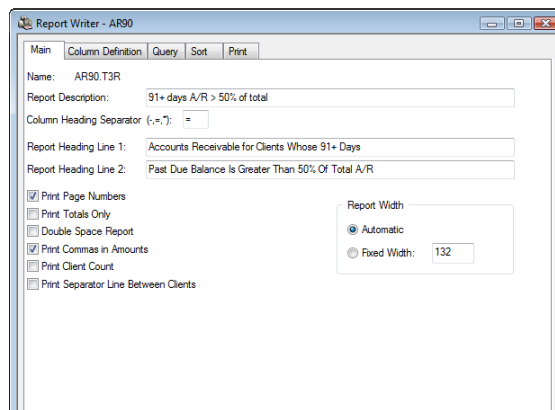 Report Writer - AR90
Main Column Definition Query Sort Print
Name: AR90.T3R
Report Description: 91+ days A/R > 50% of total
Column Heading Separator (-,=,*): =
Report Heading Line 1: Accounts Receivable for Clients Whose 91+ Days
Report Heading Line 2: Past Due Balance Is Greater Than 50% Of Total A/R
Print Page Numbers
Print Totals Only
Double Space Report
Print Commas in Amounts
Print Client Count
Print Separator Line Between Clients
Report Width
Automatic
Fixed Width: 132